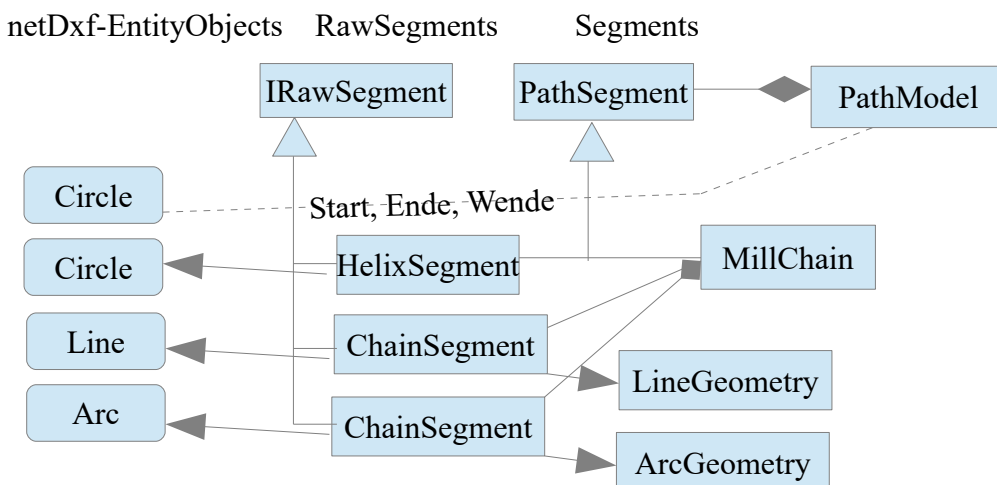 netDxf-EntityObjects RawSegments Segments
IRawSegment PathSegment PathModel
Circle
Start, Ende, Wende
Circle HelixSegment MillChain
Line ChainSegment
LineGeometry
Arc ChainSegment
ArcGeometry